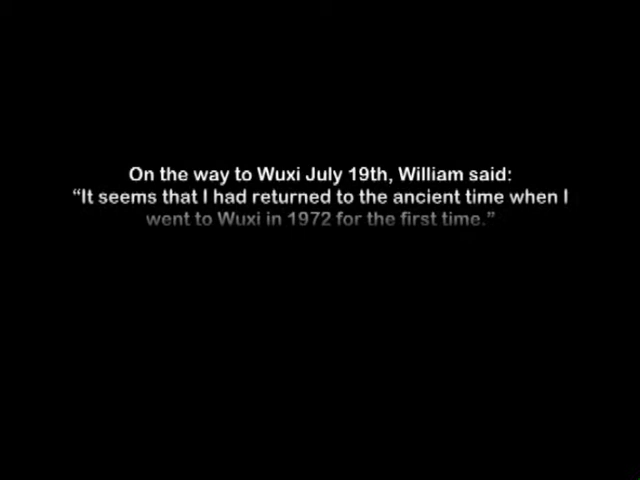 On the way to Wuxi July 19th, William said:
“It seems that I had returned to the ancient time when I
went to Wuxi in 1972 for the first time.”